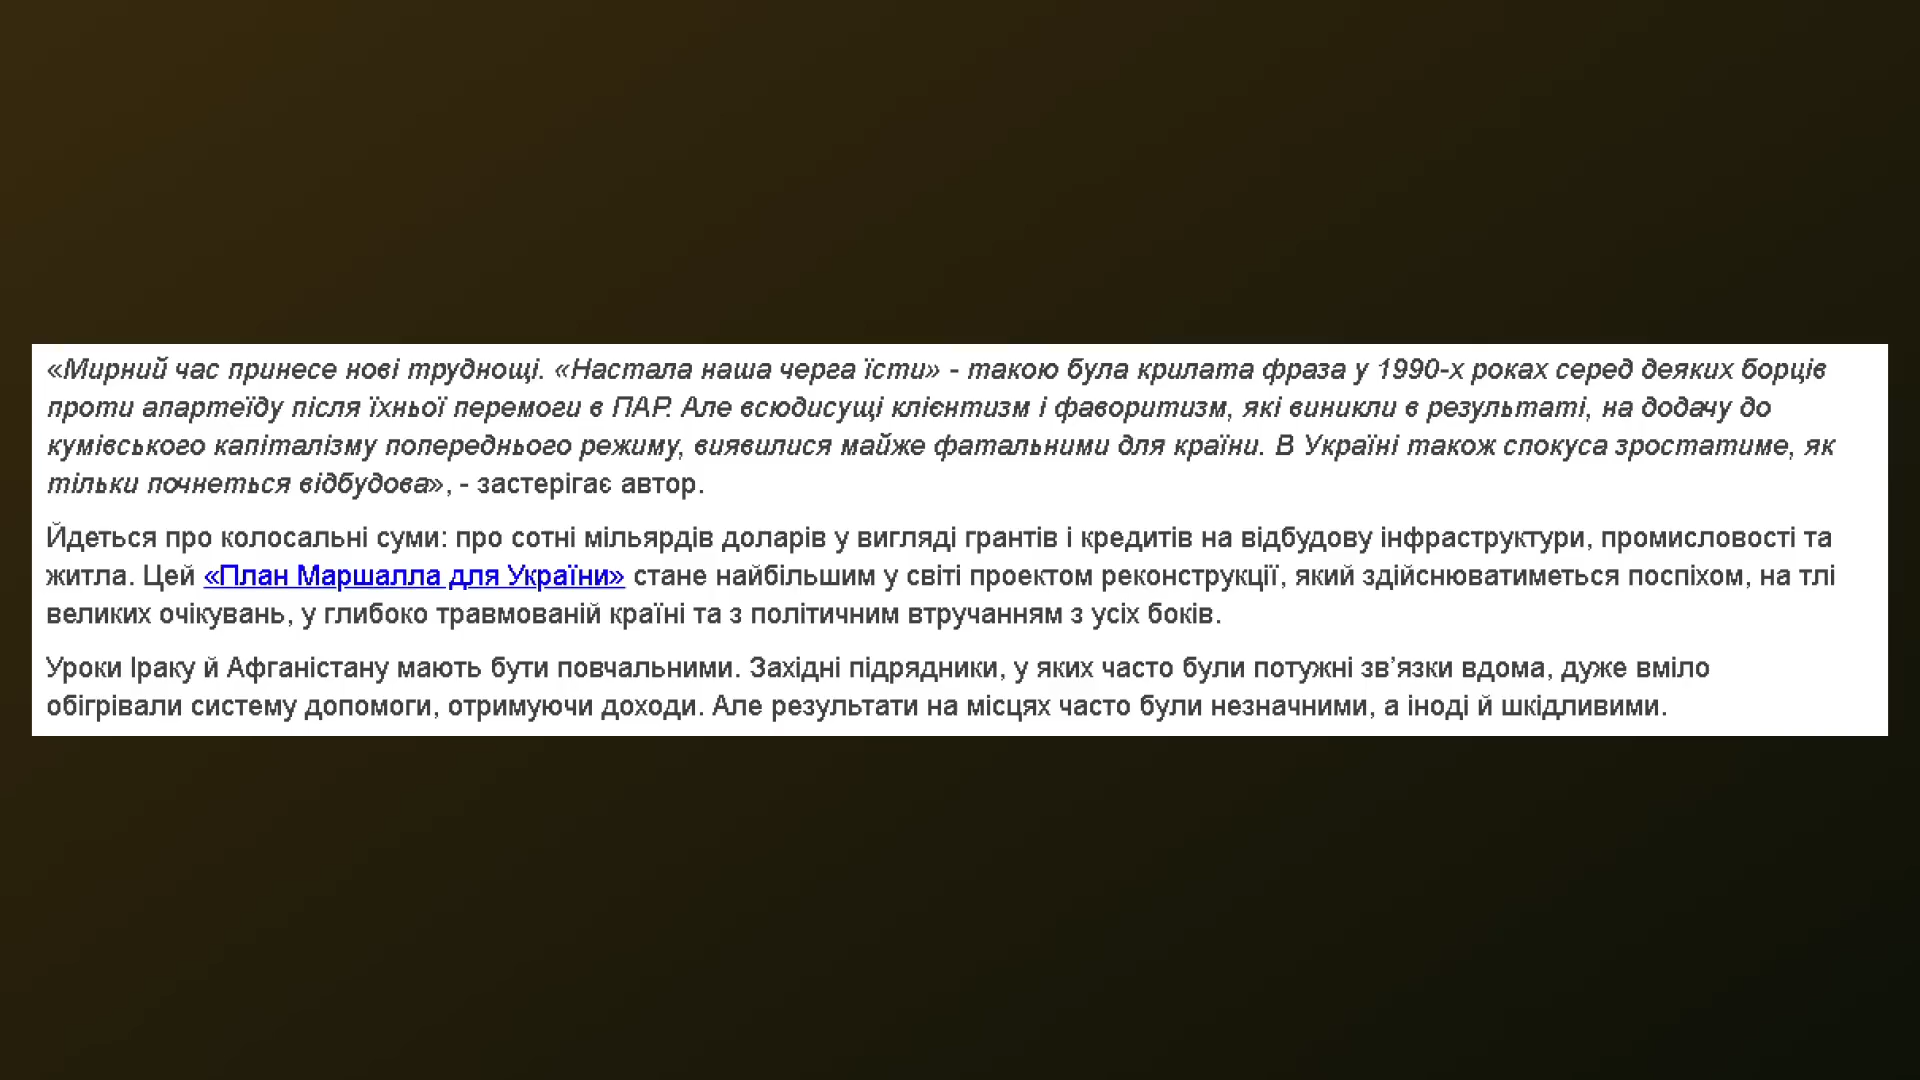 «Мирний час принесе нові труднощі. «Настала наша черга їсти» - такою була крилата фраза у 1990-х роках серед деяких борців
проти апартеїду після їхньої перемоги в ПАР. Але всюдисущі клієнтизм і фаворитизм, які виникли в результаті, на додачу до
кумівського капіталізму попереднього режиму, виявилися майже фатальними для країни. В Україні також спокуса зростатиме, як
тільки почнеться відбудова», - застерігає автор.
Йдеться про колосальні суми: про сотні мільярдів доларів у вигляді грантів і кредитів на відбудову інфраструктури, промисловості та
житла. Цей «План Маршалла для України» стане найбільшим у світі проектом реконструкції, який здійснюватиметься поспіхом, на тлі
великих очікувань, у глибоко травмованій країні та з політичним втручанням з усіх боків.
Уроки Іраку й Афганістану мають бути повчальними. Західні підрядники, у яких часто були потужні зв’язки вдома, дуже вміло
обігрівали систему допомоги, отримуючи доходи. Але результати на місцях часто були незначними, а іноді й шкідливими.